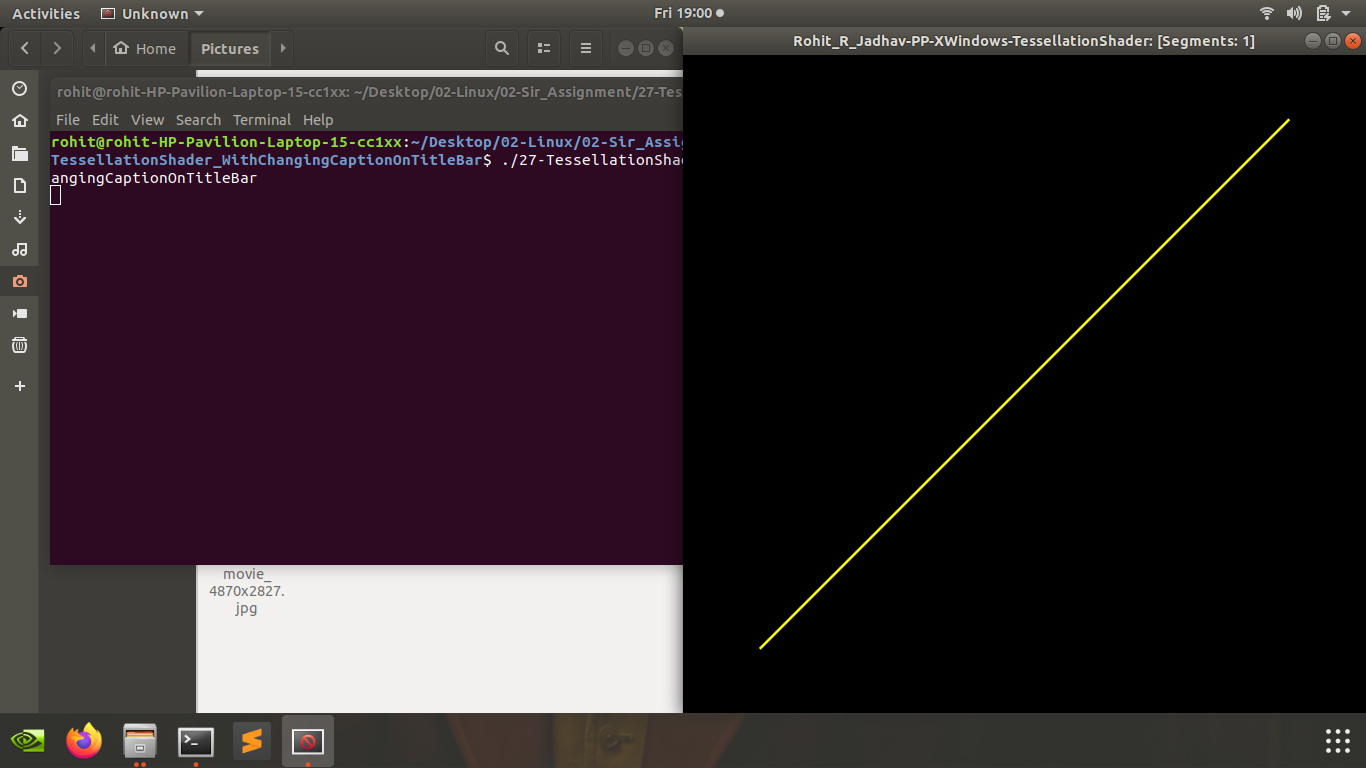 Activities Unknown Fri 19:00
Home Pictures
Rohit_R_Jadhav-PP-XWindows-TessellationShader: [Segments: 1]
rohit@rohit-HP-Pavilion-Laptop-15-cc1xx: ~/Desktop/02-Linux/02-Sir_Assignment/27-Tes
File Edit View Search Terminal Help
rohit@rohit-HP-Pavilion-Laptop-15-cc1xx:~/Desktop/02-Linux/02-Sir_Assig
TessellationShader_WithChangingCaptionOnTitleBar$ ./27-TessellationShad
angingCaptionOnTitleBar
movie_
4870x2827.
jpg